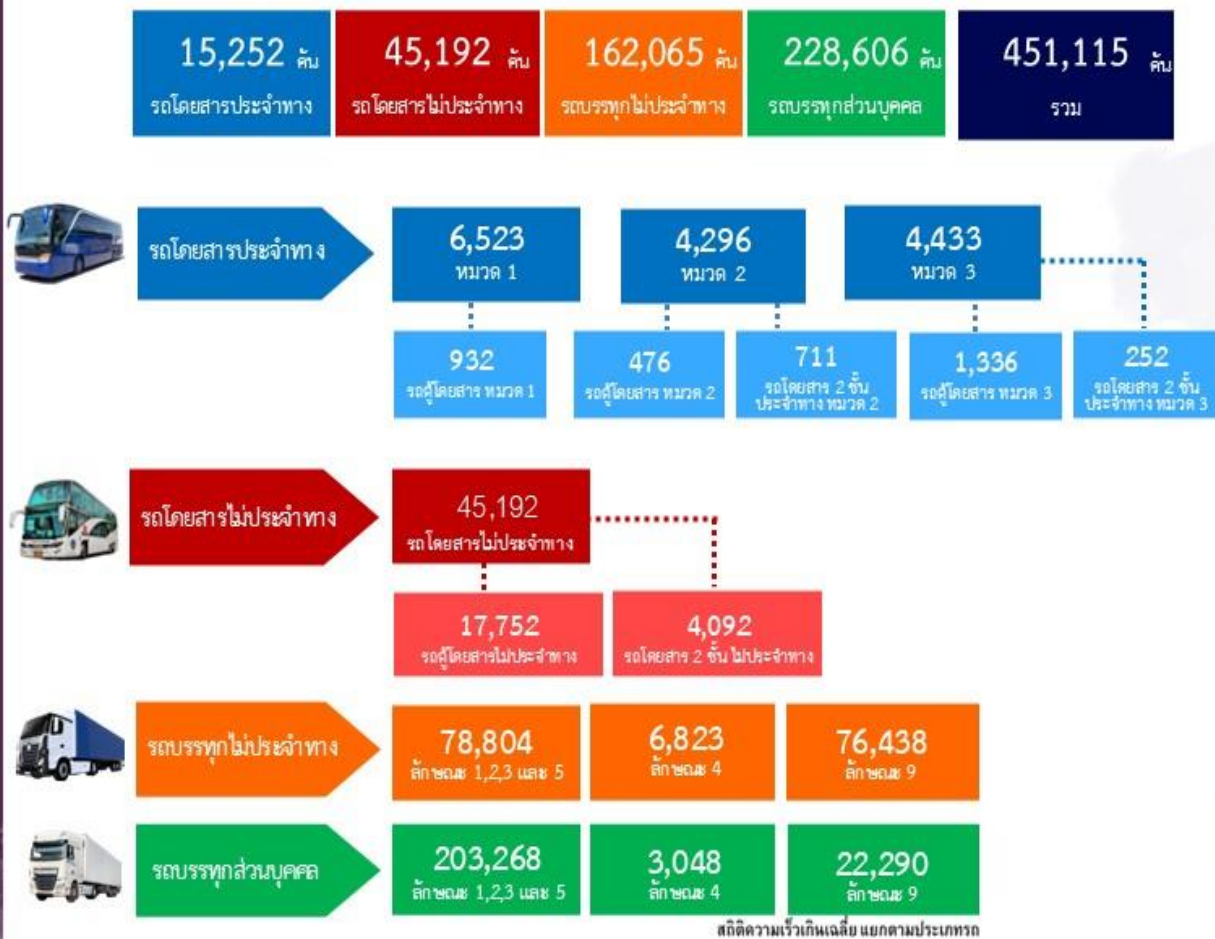 15,252 คัน
รถโดยสารประจำทาง
45,192 คัน
รถโดยสารไม่ประจำทาง
162,065 คัน
รถบรรทุกไม่ประจำทาง
228,606 คัน
รถบรรทุกส่วนบุคคล
451,115 คัน
รวม
รถโดยสารประจำทาง
6,523
หมวด 1
4,296
หมวด 2
4,433
หมวด 3
932
รถตู้โดยสาร หมวด 1
476
รถตู้โดยสาร หมวด 2
711
รถโดยสาร 2 ชั้น
ประจำทาง หมวด 2
1,336
รถตู้โดยสาร หมวด 3
252
รถโดยสาร 2 ชั้น
ประจำทาง หมวด 3
รถโดยสารไม่ประจำทาง
45,192
รถโดยสารไม่ประจำทาง
17,752
รถตู้โดยสารไม่ประจำทาง
4,092
รถโดยสาร 2 ชั้น ไม่ประจำทาง
รถบรรทุกไม่ประจำทาง
78,804
ลักษณะ 1,2,3 และ 5
6,823
ลักษณะ 4
76,438
ลักษณะ 9
รถบรรทุกส่วนบุคคล
203,268
ลักษณะ 1,2,3 และ 5
3,048
ลักษณะ 4
22,290
ลักษณะ 9
สถิติความเร็วเกินเฉลี่ย แยกตามประเภทรถ